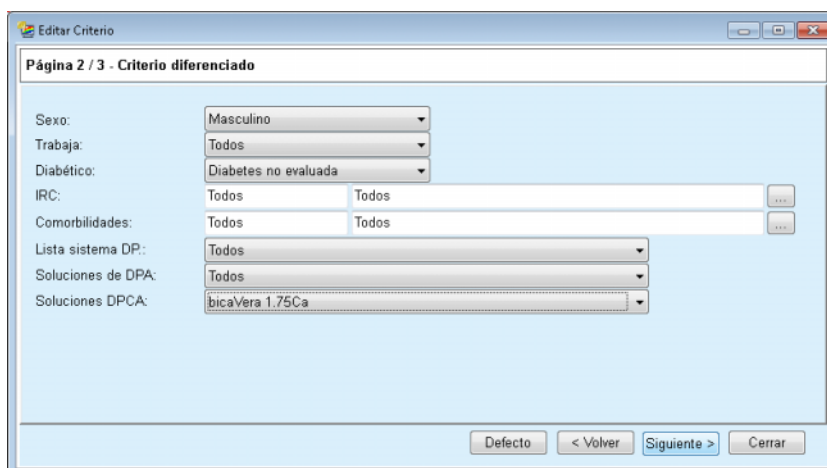 Editar Criterio
Página 2 / 3 - Criterio diferenciado
Sexo: Masculino
Trabaja: Todos
Diabético: Diabetes no evaluada
IRC: Todos Todos ...
Comorbilidades: Todos Todos ...
Lista sistema DP.: Todos
Soluciones de DPA: Todos
Soluciones DPCA: bicaVera 1.75Ca
Defecto < Volver Siguiente > Cerrar